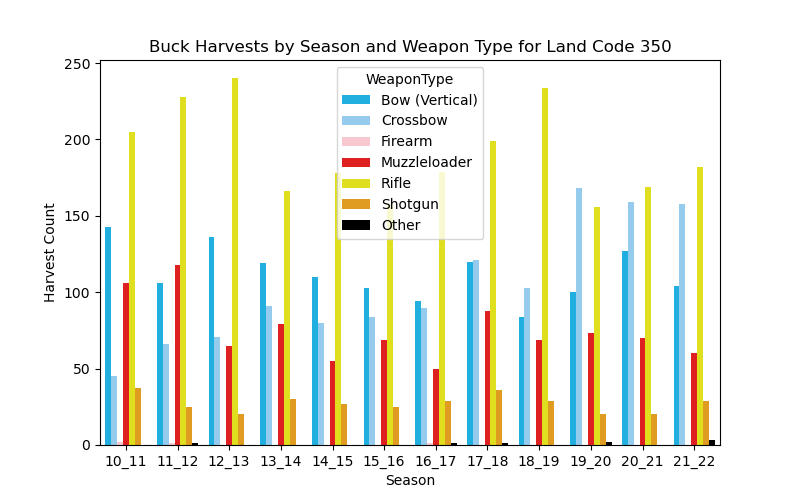 Buck Harvests by Season and Weapon Type for Land Code 350
250
200
150
100
50
0
Harvest Count
WeaponType
Bow (Vertical)
Crossbow
Firearm
Muzzleloader
Rifle
Shotgun
Other
10_11 11_12 12_13 13_14 14_15 15_16 16_17 17_18 18_19 19_20 20_21 21_22
Season